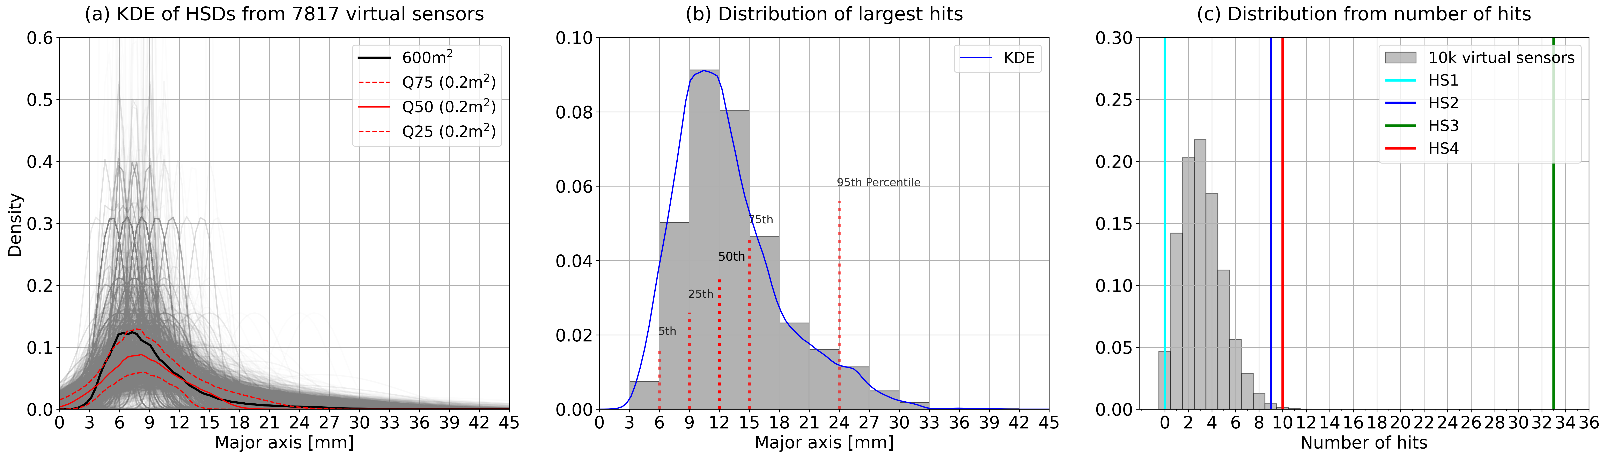 (a) KDE of HSDs from 7817 virtual sensors
0.6
0.5
0.4
0.3
0.2
0.1
0.0
Density
600m²
Q75 (0.2m²)
Q50 (0.2m²)
Q25 (0.2m²)
0 3 6 9 12 15 18 21 24 27 30 33 36 39 42 45
Major axis [mm]
(b) Distribution of largest hits
0.10
0.08
0.06
0.04
0.02
0.00
KDE
95th Percentile
75th
50th
25th
5th
0 3 6 9 12 15 18 21 24 27 30 33 36 39 42 45
Major axis [mm]
(c) Distribution from number of hits
0.30
0.25
0.20
0.15
0.10
0.05
0.00
10k virtual sensors
HS1
HS2
HS3
HS4
0 2 4 6 8 10 12 14 16 18 20 22 24 26 28 30 32 34 36
Number of hits